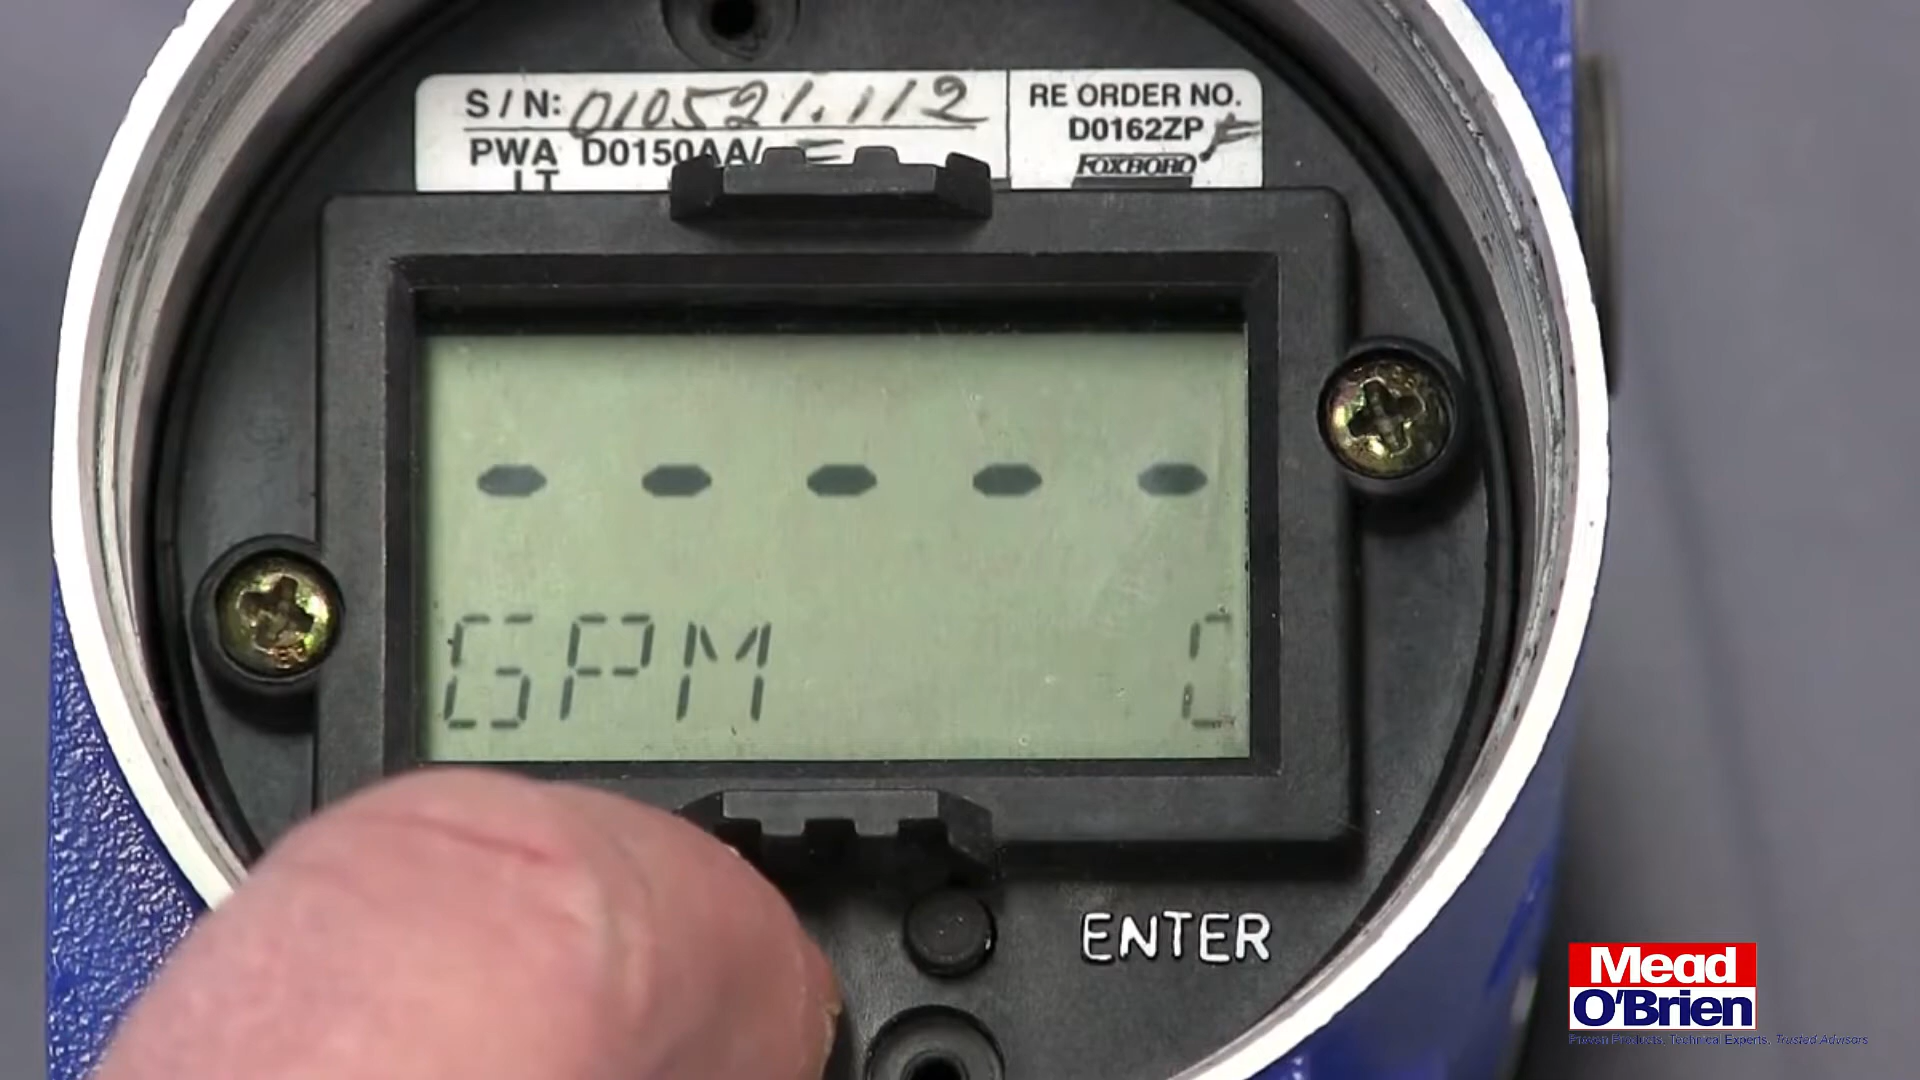 S/N: 010521.112
PWA D0150AA/
LT
RE ORDER NO.
D0162ZP
FOXBORO
- - - - -
GPM C
ENTER
Mead
O'Brien
Proven Products. Technical Experts. Trusted Advisors